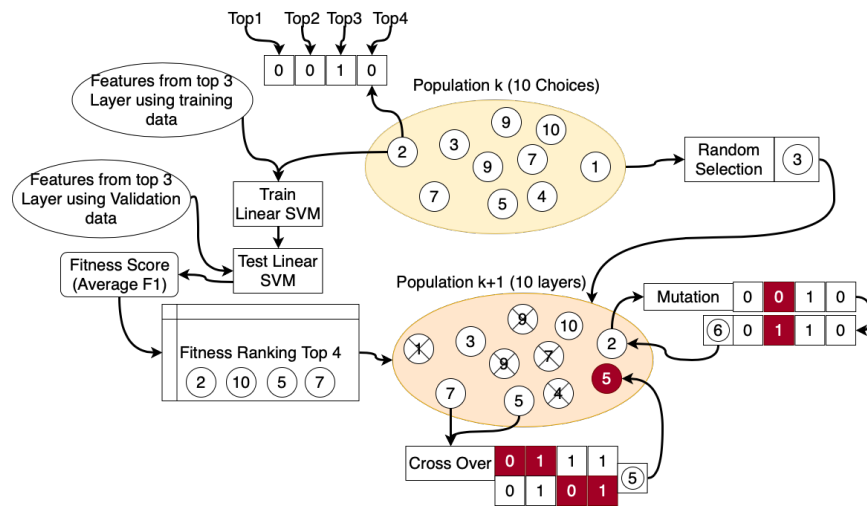 Top1 Top2 Top3 Top4
0 0 1 0
Features from top 3
Layer using training
data
Population k (10 Choices)
2 3 9 10 9 7 1 7 5 4
Random
Selection
3
Train
Linear SVM
Features from top 3
Layer using Validation
data
Test Linear
SVM
Fitness Score
(Average F1)
Population k+1 (10 layers)
Mutation 0 0 1 0
6 0 1 1 0
Fitness Ranking Top 4
2 10 5 7
1 3 9 10 2 9 7 5 7 5 4
Cross Over 0 1 1 1
0 1 0 1
5